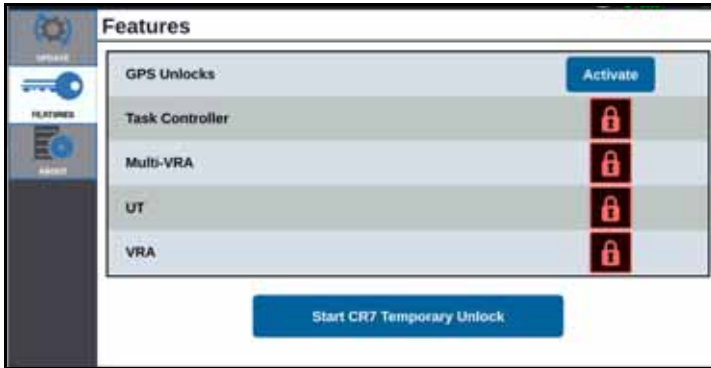 Features
UPDATE
GPS Unlocks
Activate
FEATURES
Task Controller
Multi-VRA
ABOUT
UT
VRA
Start CR7 Temporary Unlock